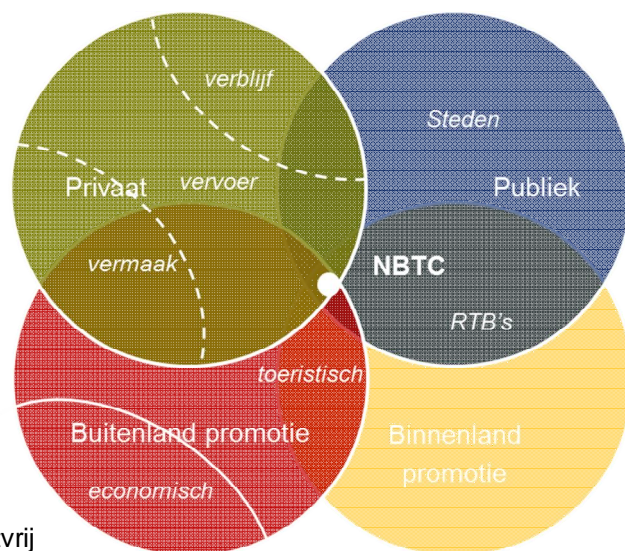 verblijf
Steden
Privaat
vervoer
Publiek
vermaak
NBTC
RTB's
toeristisch
Buitenland promotie
Binnenland
promotie
economisch
vrij